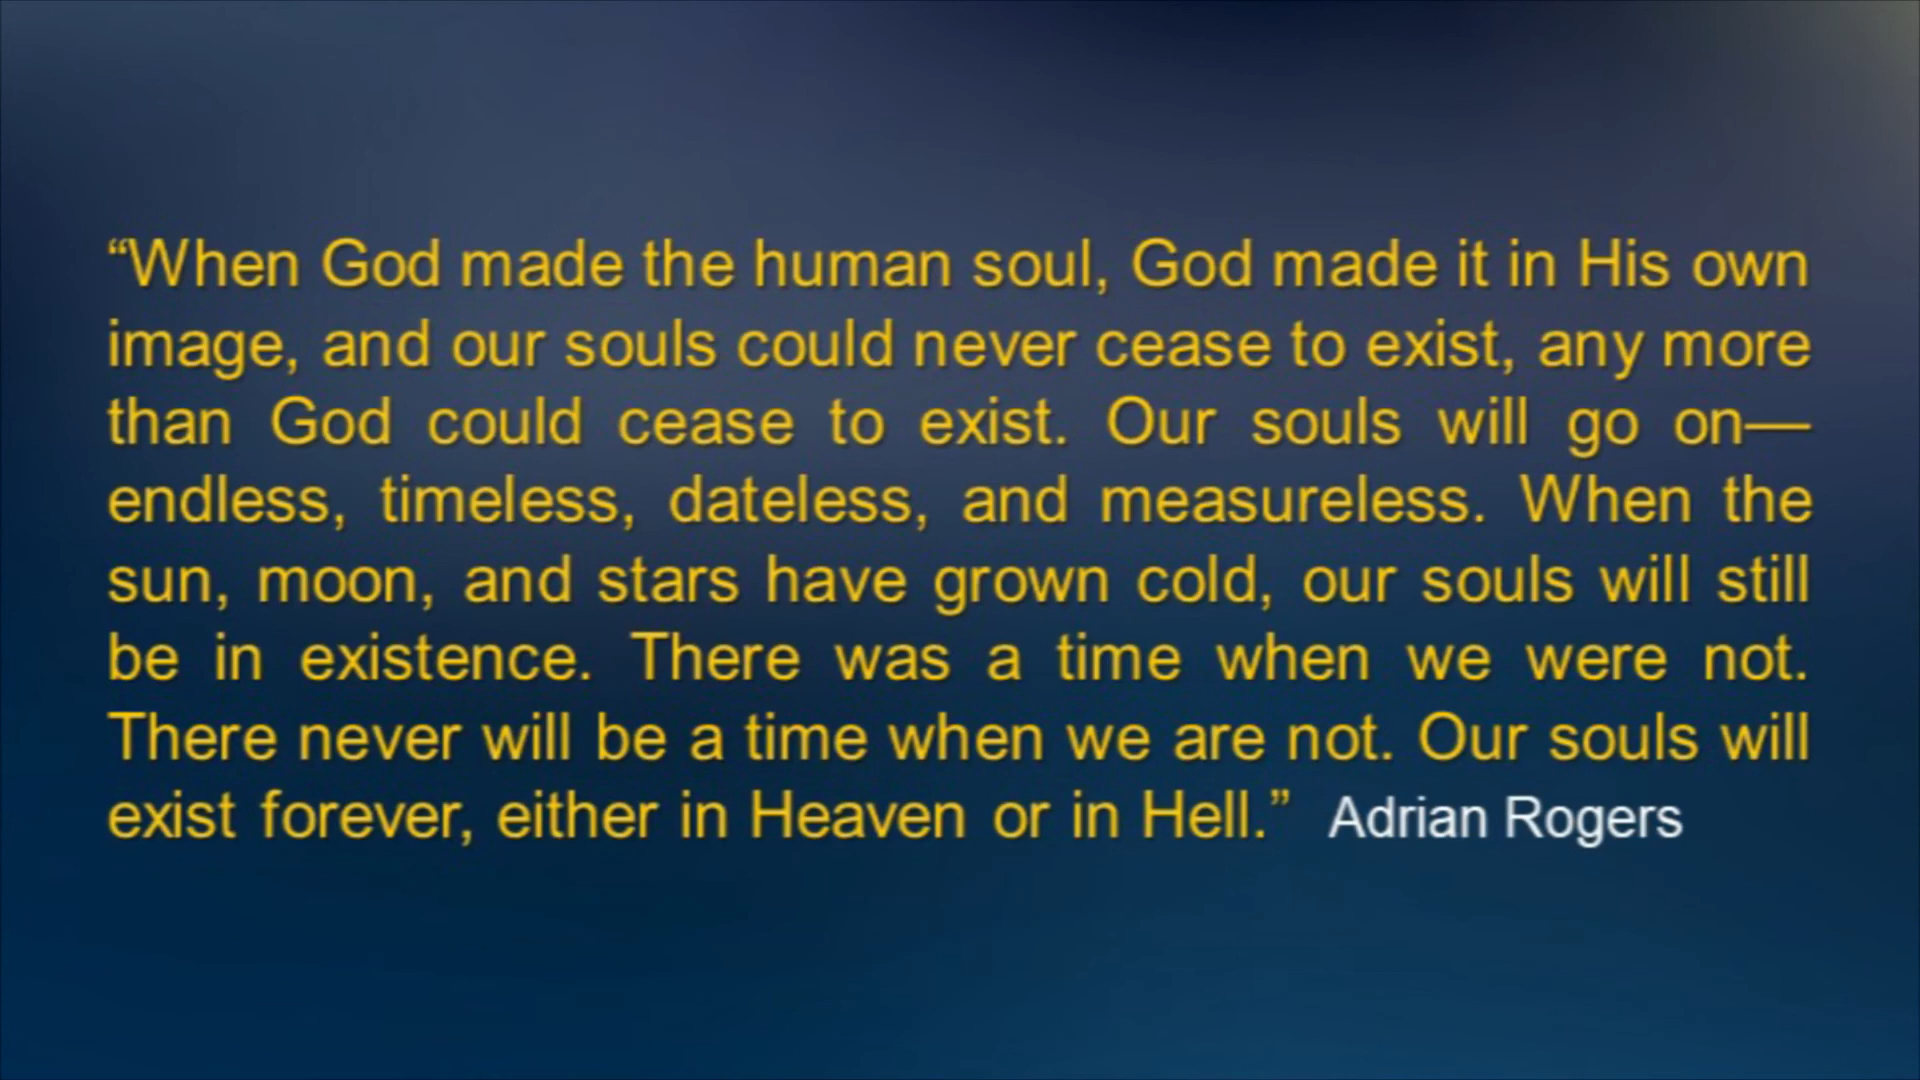 “When God made the human soul, God made it in His own
image, and our souls could never cease to exist, any more
than God could cease to exist. Our souls will go on—
endless, timeless, dateless, and measureless. When the
sun, moon, and stars have grown cold, our souls will still
be in existence. There was a time when we were not.
There never will be a time when we are not. Our souls will
exist forever, either in Heaven or in Hell.” Adrian Rogers